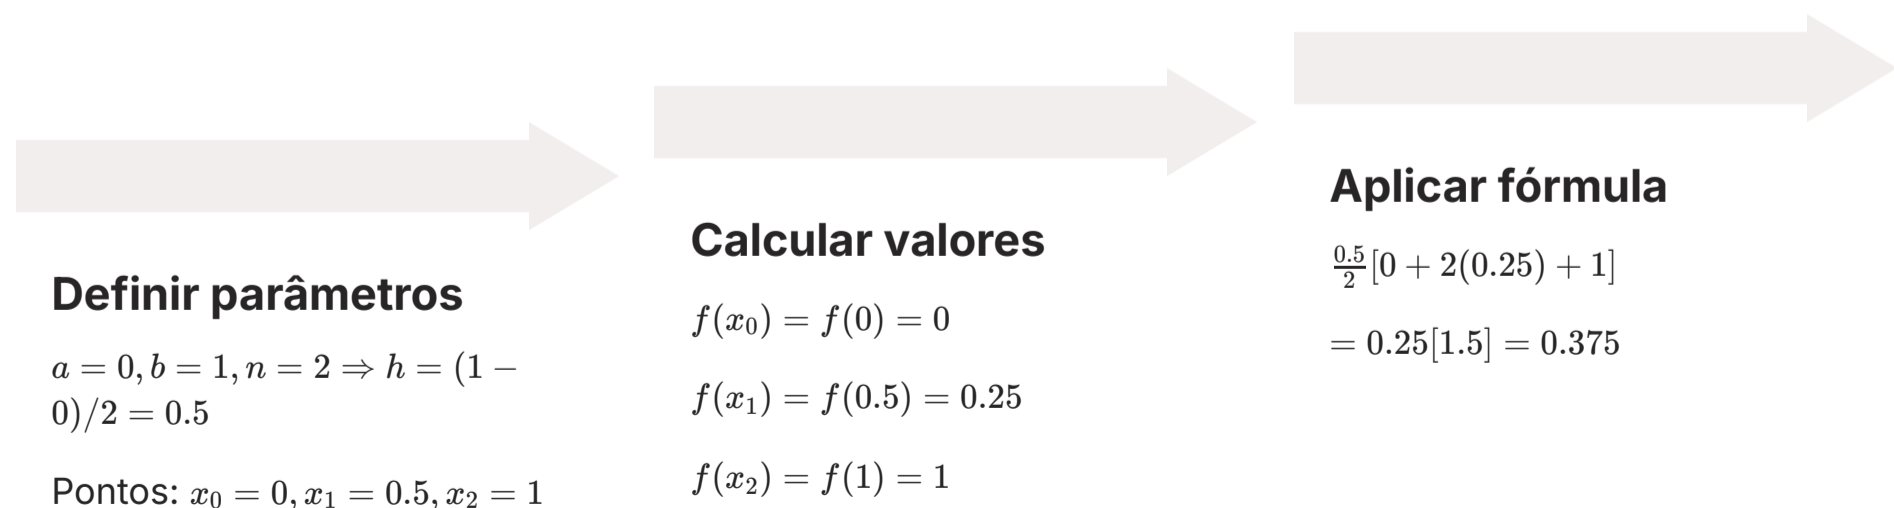 Definir parâmetros
a = 0, b = 1, n = 2 ⇒ h = (1 −
0)/2 = 0.5
Pontos: x₀ = 0, x₁ = 0.5, x₂ = 1
Calcular valores
f(x₀) = f(0) = 0
f(x₁) = f(0.5) = 0.25
f(x₂) = f(1) = 1
Aplicar fórmula
0.5/2 [0 + 2(0.25) + 1]
= 0.25[1.5] = 0.375